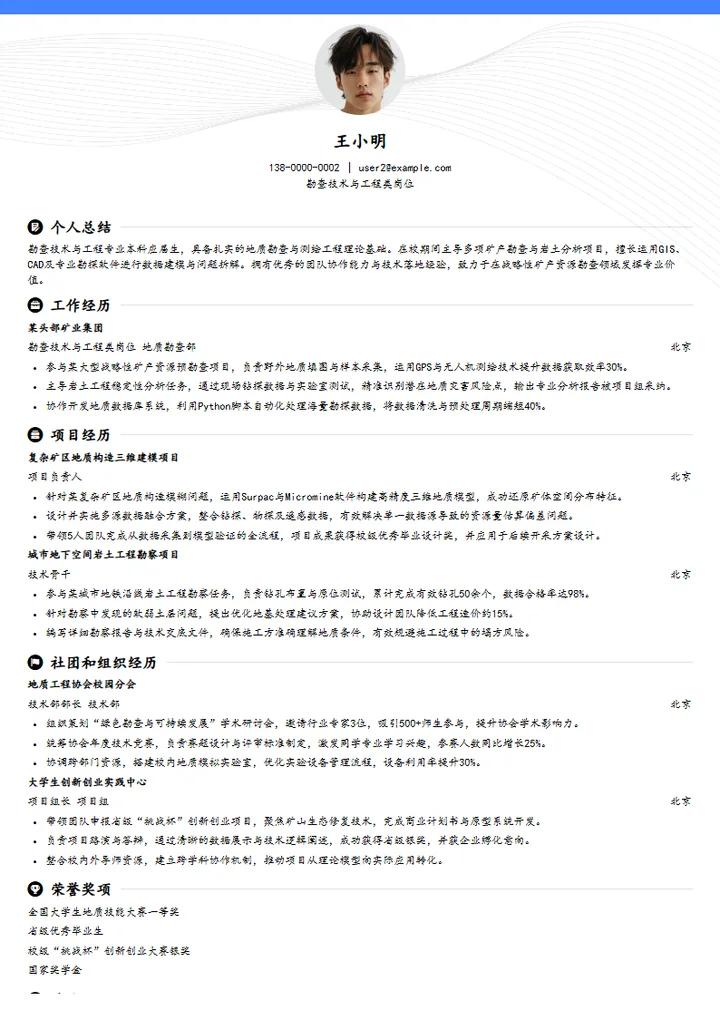 王小明
138-0000-0002 | user2@example.com
勘查技术与工程类岗位
个人总结
勘查技术与工程专业本科应届生，具备扎实的地质勘查与测绘工程理论基础。在校期间主导多项矿产勘查与岩土分析项目，擅长运用GIS、
CAD及专业勘探软件进行数据建模与问题拆解。拥有优秀的团队协作能力与技术落地经验，致力于在战略性矿产资源勘查领域发挥专业价
值。
工作经历
某头部矿业集团
勘查技术与工程类岗位 地质勘查部 北京
• 参与某大型战略性矿产资源预勘查项目，负责野外地质填图与样本采集，运用GPS与无人机测绘技术提升数据获取效率30%。
• 主导岩土工程稳定性分析任务，通过现场钻探数据与实验室测试，精准识别潜在地质灾害风险点，输出专业分析报告被项目组采纳。
• 协作开发地质数据库系统，利用Python脚本自动化处理海量勘探数据，将数据清洗与预处理周期缩短40%。
项目经历
复杂矿区地质构造三维建模项目
项目负责人 北京
• 针对某复杂矿区地质构造模糊问题，运用Surpac与Micromine软件构建高精度三维地质模型，成功还原矿体空间分布特征。
• 设计并实施多源数据融合方案，整合钻探、物探及遥感数据，有效解决单一数据源导致的资源量估算偏差问题。
• 带领5人团队完成从数据采集到模型验证的全流程，项目成果获得校级优秀毕业设计奖，并应用于后续开采方案设计。
城市地下空间岩土工程勘察项目
技术骨干 北京
• 参与某城市地铁沿线岩土工程勘察任务，负责钻孔布置与原位测试，累计完成有效钻孔50余个，数据合格率达98%。
• 针对勘察中发现的软弱土层问题，提出优化地基处理建议方案，协助设计团队降低工程造价约15%。
• 编写详细勘察报告与技术交底文件，确保施工方准确理解地质条件，有效规避施工过程中的塌方风险。
社团和组织经历
地质工程协会校园分会
技术部部长 技术部 北京
• 组织策划“绿色勘查与可持续发展”学术研讨会，邀请行业专家3位，吸引500+师生参与，提升协会学术影响力。
• 统筹协会年度技术竞赛，负责赛题设计与评审标准制定，激发同学专业学习兴趣，参赛人数同比增长25%。
• 协调跨部门资源，搭建校内地质模拟实验室，优化实验设备管理流程，设备利用率提升30%。
大学生创新创业实践中心
项目组长 项目组 北京
• 带领团队申报省级“挑战杯”创新创业项目，聚焦矿山生态修复技术，完成商业计划书与原型系统开发。
• 负责项目路演与答辩，通过清晰的数据展示与技术逻辑阐述，成功获得省级银奖，并获企业孵化意向。
• 整合校内外导师资源，建立跨学科协作机制，推动项目从理论模型向实际应用转化。
荣誉奖项
全国大学生地质技能大赛一等奖
省级优秀毕业生
校级“挑战杯”创新创业大赛银奖
国家奖学金